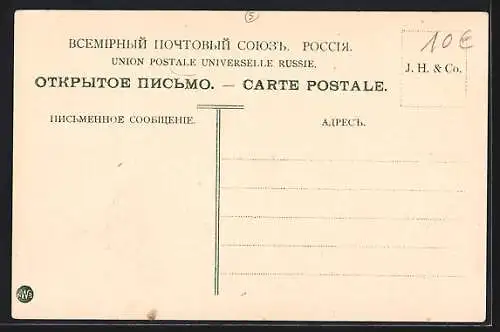 5
ВСЕМІРНЫЙ ПОЧТОВЫЙ СОЮЗЪ. РОССІЯ.
UNION POSTALE UNIVERSELLE RUSSIE.
ОТКРЫТОЕ ПИСЬМО. — CARTE POSTALE.
10€
J. H. & Co.
ПИСЬМЕННОЕ СООБЩЕНІЕ.
АДРЕСЪ.